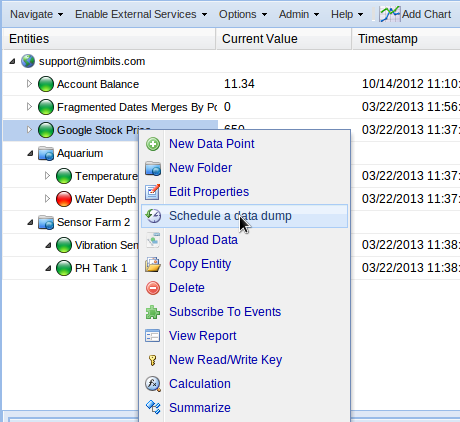 Navigate Enable External Services Options Admin Help Add Chart
Entities Current Value Timestamp
support@nimbits.com
Account Balance 11.34 10/14/2012 11:10:
Fragmented Dates Merges By Po 0 03/22/2013 11:56:
Google Stock Price 650 03/22/2013 11:37:
New Data Point
Aquarium
New Folder
Temperature 03/22/2013 11:37:
Edit Properties
Water Depth 03/22/2013 11:37:
Schedule a data dump
Sensor Farm 2
Upload Data
Vibration Sen 03/22/2013 11:38:
Copy Entity
PH Tank 1 03/22/2013 11:38:
Delete
Subscribe To Events
View Report
New Read/Write Key
Calculation
Summarize